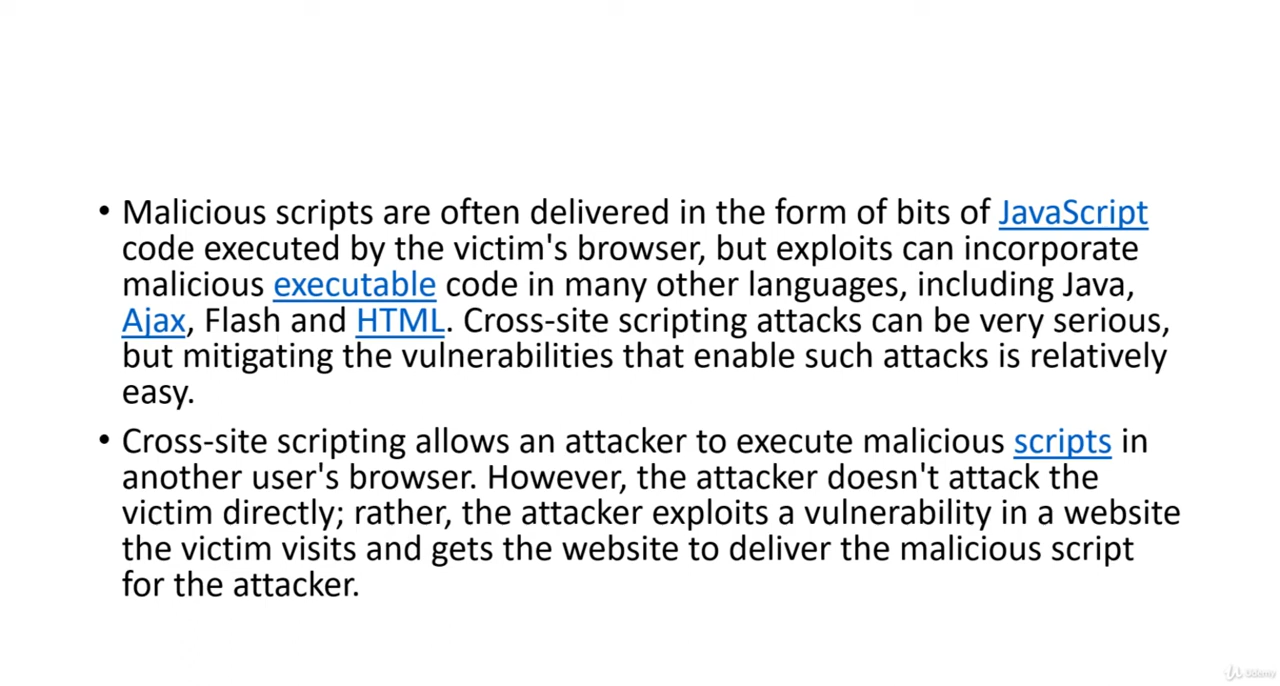 • Malicious scripts are often delivered in the form of bits of JavaScript
code executed by the victim's browser, but exploits can incorporate
malicious executable code in many other languages, including Java,
Ajax, Flash and HTML. Cross-site scripting attacks can be very serious,
but mitigating the vulnerabilities that enable such attacks is relatively
easy.
• Cross-site scripting allows an attacker to execute malicious scripts in
another user's browser. However, the attacker doesn't attack the
victim directly; rather, the attacker exploits a vulnerability in a website
the victim visits and gets the website to deliver the malicious script
for the attacker.
Udemy